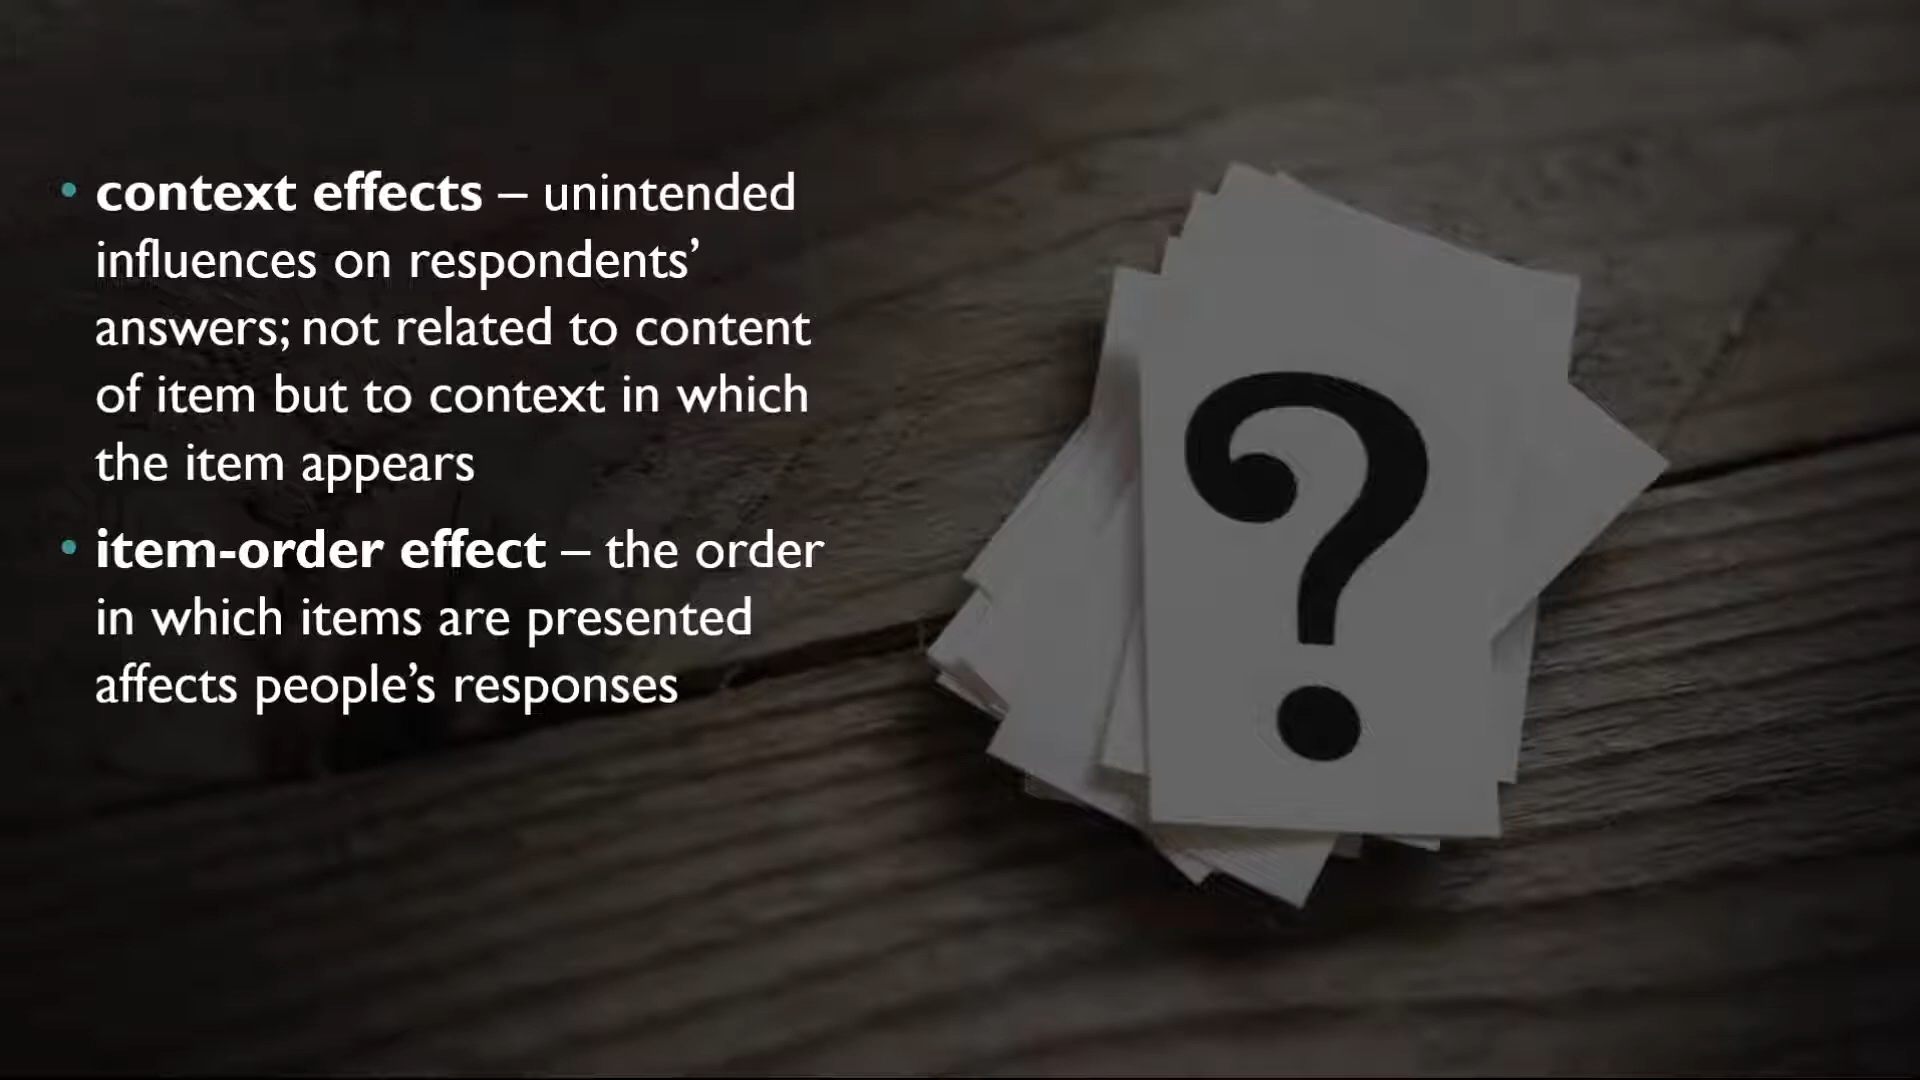 • context effects – unintended
influences on respondents’
answers; not related to content
of item but to context in which
the item appears
• item-order effect – the order
in which items are presented
affects people’s responses
?